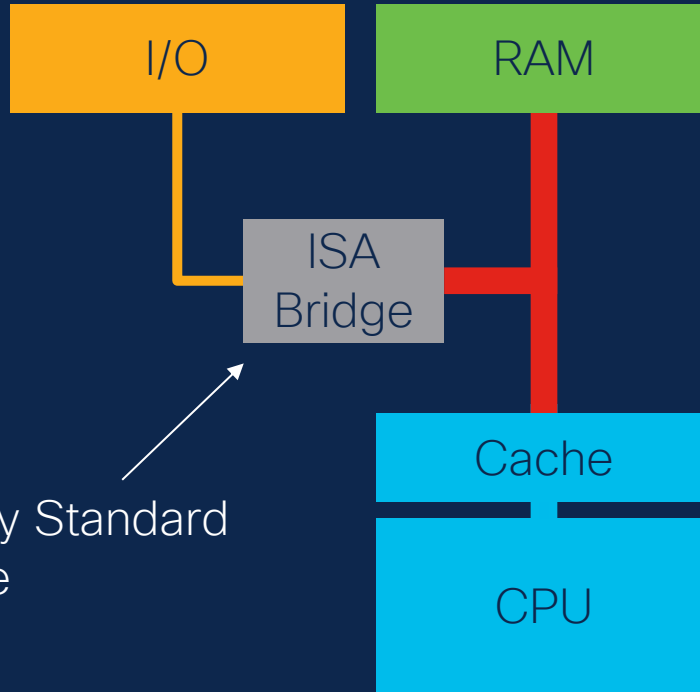 I/O
RAM
ISA
Bridge
Cache
y Standard
e
CPU